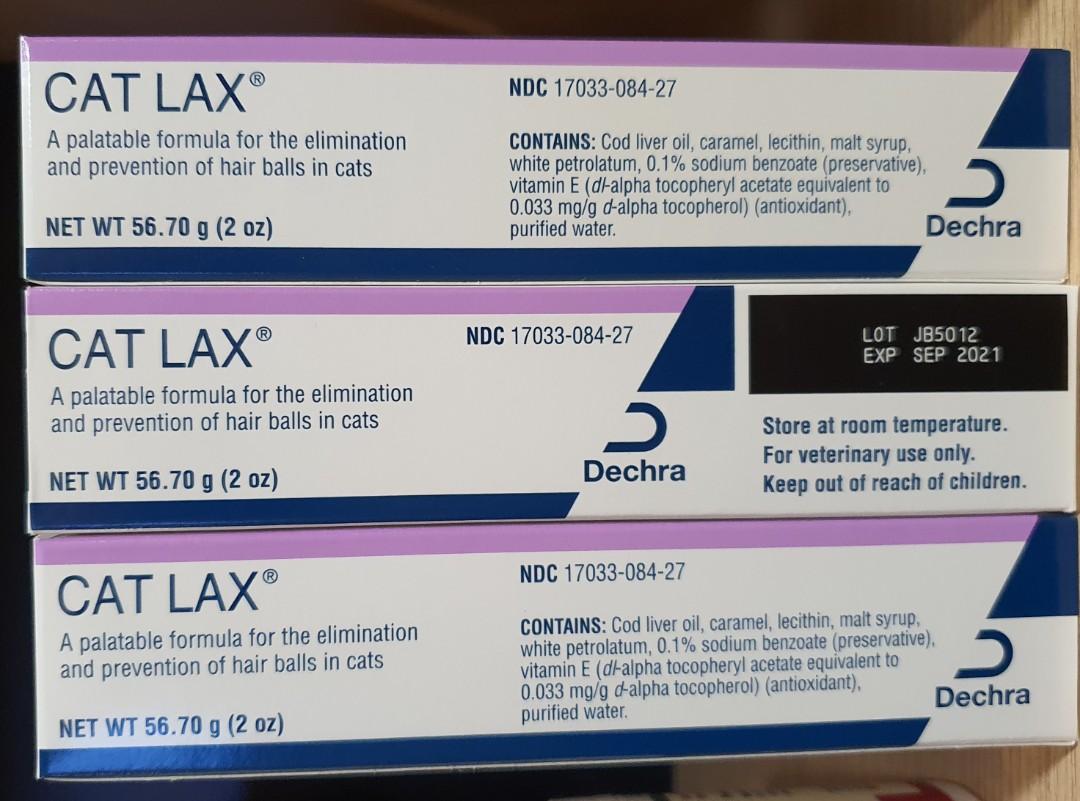 CAT LAX®
A palatable formula for the elimination
and prevention of hair balls in cats
NET WT 56.70 g (2 oz)
NDC 17033-084-27
CONTAINS: Cod liver oil, caramel, lecithin, malt syrup,
white petrolatum, 0.1% sodium benzoate (preservative),
vitamin E (dl-alpha tocopheryl acetate equivalent to
0.033 mg/g d-alpha tocopherol) (antioxidant),
purified water.
Dechra
CAT LAX®
A palatable formula for the elimination
and prevention of hair balls in cats
NET WT 56.70 g (2 oz)
NDC 17033-084-27
Dechra
LOT JB5012
EXP SEP 2021
Store at room temperature.
For veterinary use only.
Keep out of reach of children.
CAT LAX®
A palatable formula for the elimination
and prevention of hair balls in cats
NET WT 56.70 g (2 oz)
NDC 17033-084-27
CONTAINS: Cod liver oil, caramel, lecithin, malt syrup,
white petrolatum, 0.1% sodium benzoate (preservative),
vitamin E (dl-alpha tocopheryl acetate equivalent to
0.033 mg/g d-alpha tocopherol) (antioxidant),
purified water.
Dechra